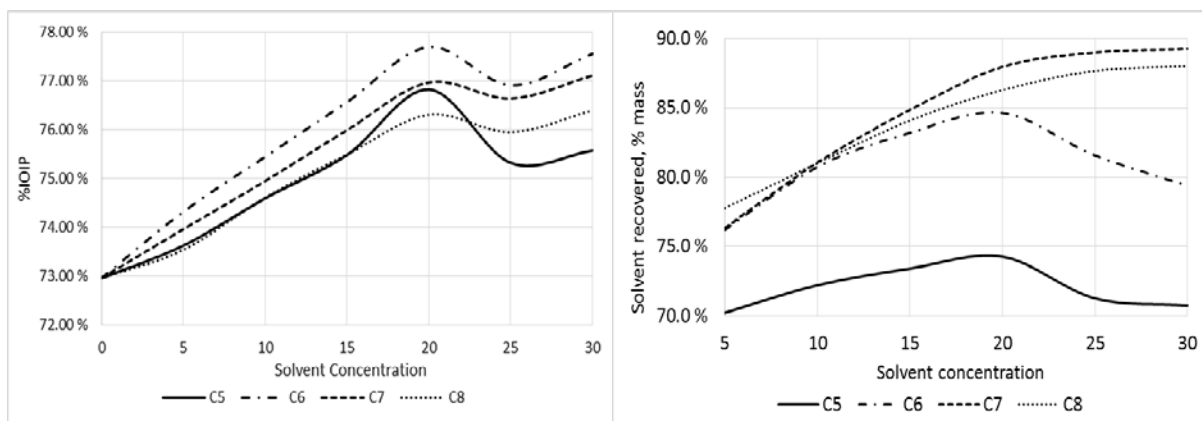 78.00 %
77.00 %
76.00 %
75.00 %
74.00 %
73.00 %
72.00 %
%IOIP
0 5 10 15 20 25 30
Solvent Concentration
C5 C6 C7 C8
90.0 %
85.0 %
80.0 %
75.0 %
70.0 %
Solvent recovered, % mass
5 10 15 20 25 30
Solvent concentration
C5 C6 C7 C8